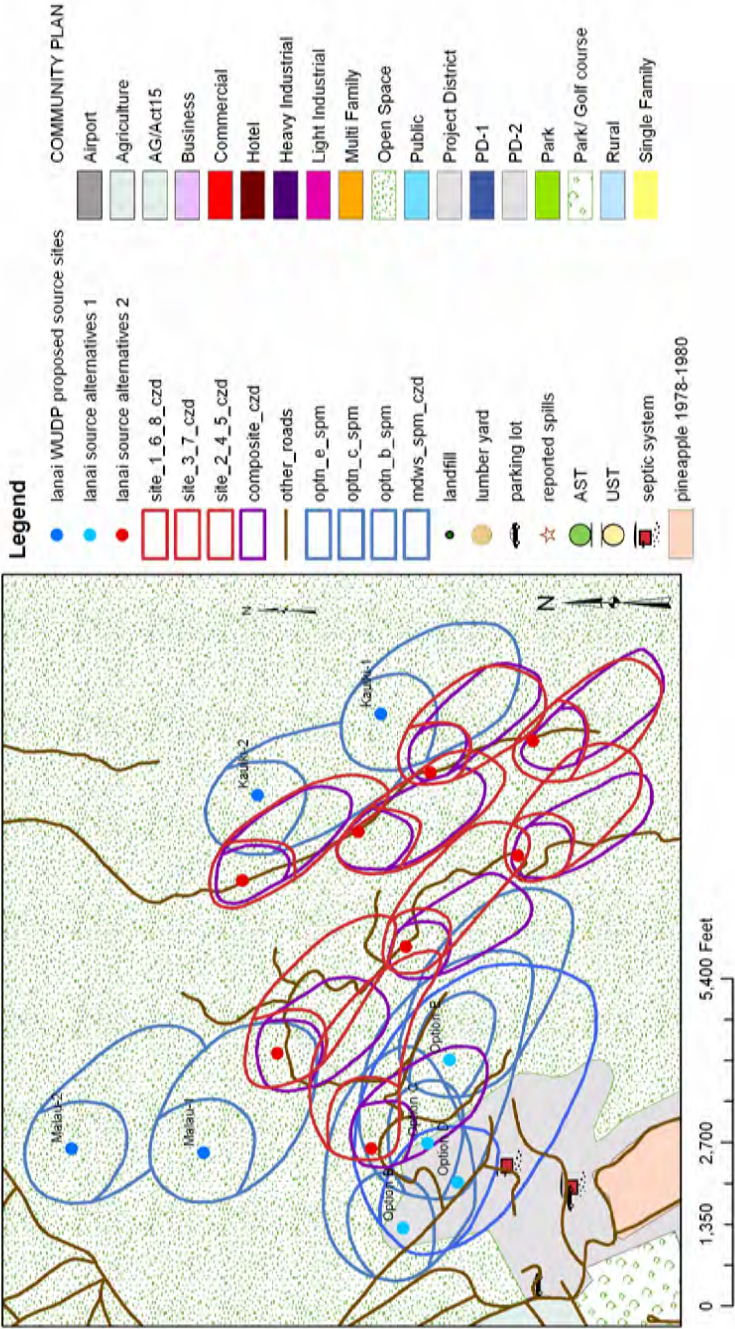 Legend
lanai WUDP proposed source sites
lanai source alternatives 1
lanai source alternatives 2
site_1_6_8_czd
site_3_7_czd
site_2_4_5_czd
composite_czd
other_roads
optn_e_spm
optn_c_spm
optn_b_spm
mdws_spm_czd
landfill
lumber yard
parking lot
reported spills
AST
UST
septic system
pineapple 1978-1980
COMMUNITY PLAN
Airport
Agriculture
AG/Act15
Business
Commercial
Hotel
Heavy Industrial
Light Industrial
Multi Family
Open Space
Public
Project District
PD-1
PD-2
Park
Park/ Golf course
Rural
Single Family
Malau-2
Malau-1
Kauiki-2
Kauiki-1
Option E
Option C
Option D
Option B
N
N
0 1,350 2,700 5,400 Feet